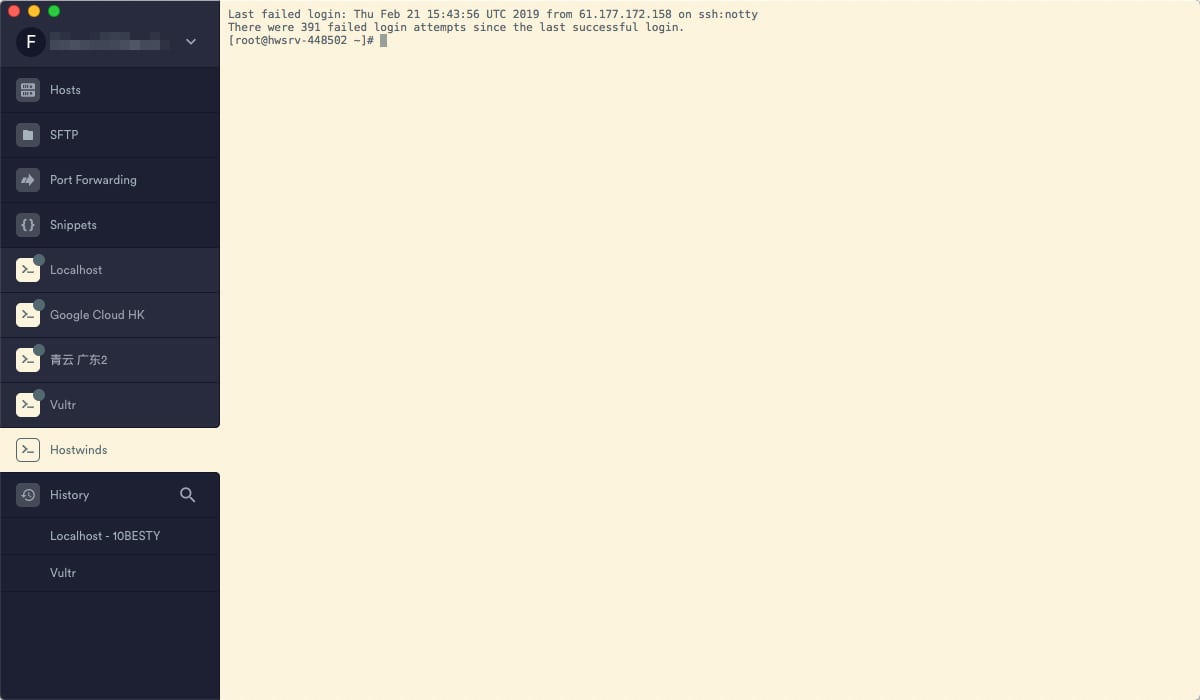 F
Hosts
SFTP
Port Forwarding
Snippets
Localhost
Google Cloud HK
青云 广东2
Vultr
Hostwinds
History
Localhost - 10BESTY
Vultr
Last failed login: Thu Feb 21 15:43:56 UTC 2019 from 61.177.172.158 on ssh:notty
There were 391 failed login attempts since the last successful login.
[root@hwsrv-448502 ~]#